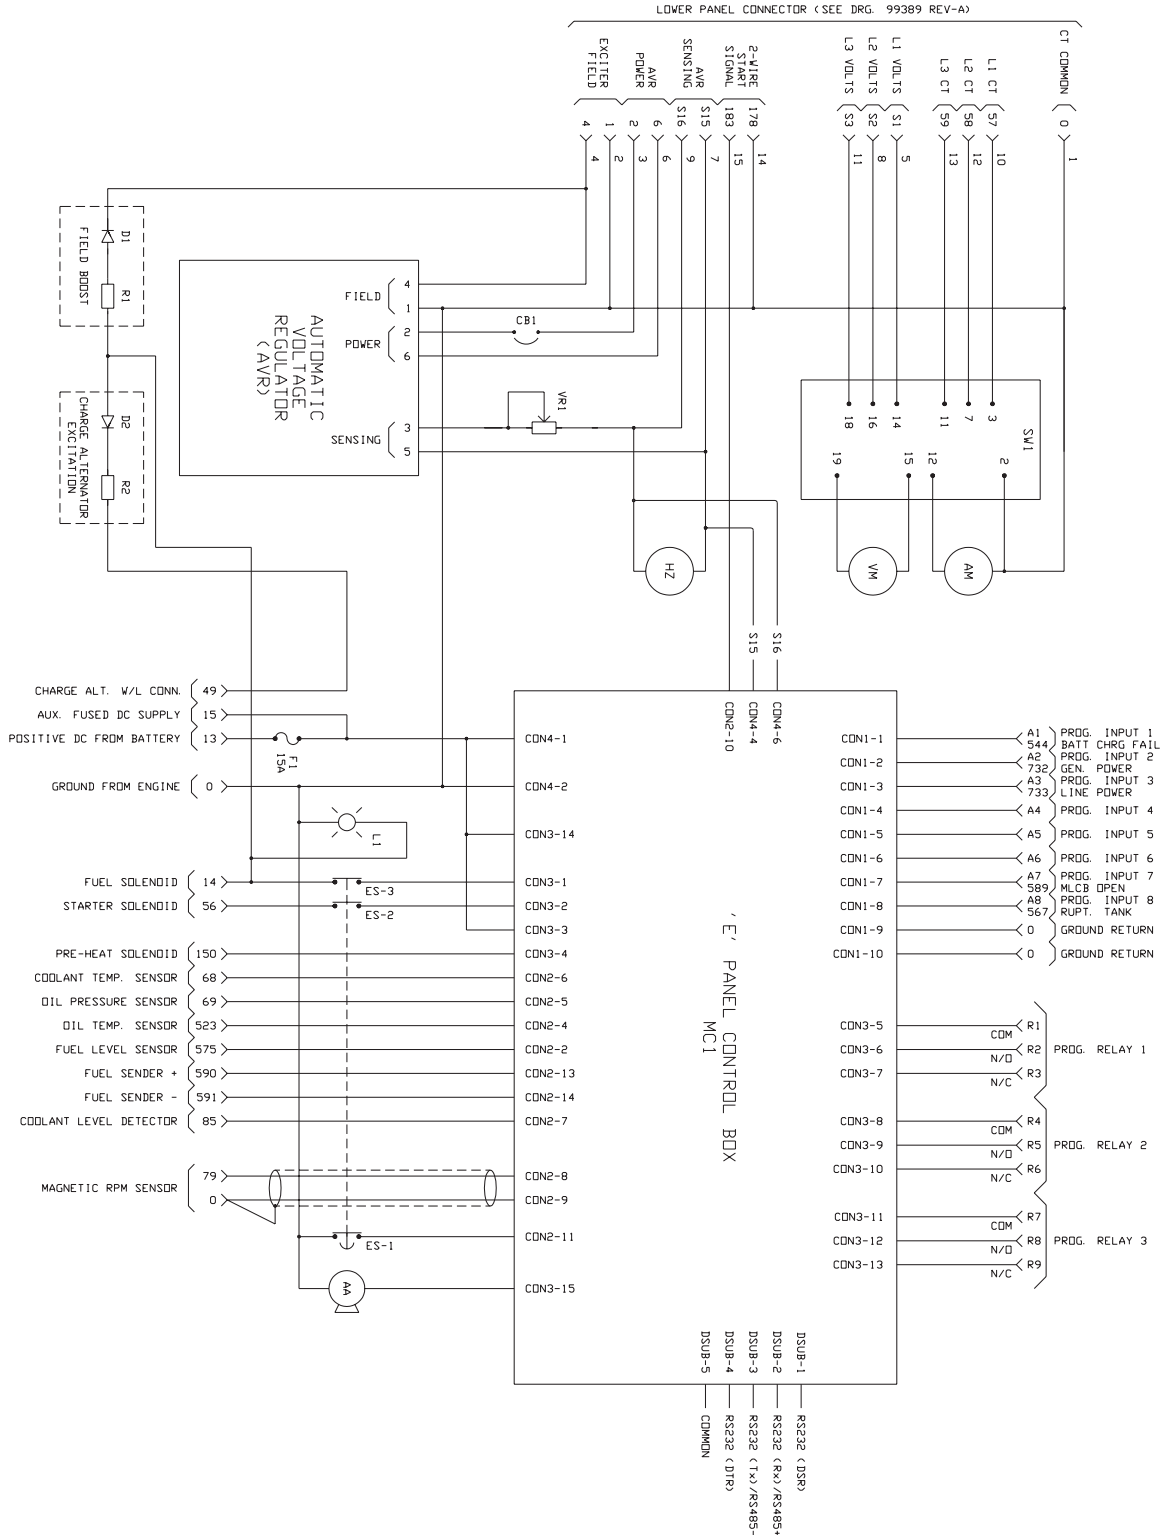 LOWER PANEL CONNECTOR (SEE DRG. 99389 REV-A)
EXCITER
FIELD
AVR
POWER
AVR
SENSING
2-WIRE
START
SIGNAL
L3 VOLTS
L2 VOLTS
L1 VOLTS
L3 CT
L2 CT
L1 CT
CT COMMON
4
1
2
6
S16
S15
183
178
S3
S2
S1
59
58
57
0
4
2
3
6
9
7
15
14
11
8
5
13
12
10
1
D1
R1
FIELD BOOST
D2
R2
CHARGE ALTERNATOR
EXCITATION
AUTOMATIC
VOLTAGE
REGULATOR
(AVR)
FIELD
4
1
POWER
2
6
SENSING
3
5
CB1
VR1
HZ
SW1
18
16
14
11
7
3
19
15
12
2
VM
AM
S15
S16
CHARGE ALT. W/L CONN. 49
AUX. FUSED DC SUPPLY 15
POSITIVE DC FROM BATTERY 13
F1
15A
GROUND FROM ENGINE 0
L1
FUEL SOLENOID 14
ES-3
STARTER SOLENOID 56
ES-2
PRE-HEAT SOLENOID 150
COOLANT TEMP. SENSOR 68
OIL PRESSURE SENSOR 69
OIL TEMP. SENSOR 523
FUEL LEVEL SENSOR 575
FUEL SENDER + 590
FUEL SENDER - 591
COOLANT LEVEL DETECTOR 85
MAGNETIC RPM SENSOR
79
0
ES-1
AA
CON2-10
CON4-4
CON4-6
CON4-1
CON4-2
CON3-14
CON3-1
CON3-2
CON3-3
CON3-4
CON2-6
CON2-5
CON2-4
CON2-2
CON2-13
CON2-14
CON2-7
CON2-8
CON2-9
CON2-11
CON3-15
'E' PANEL CONTROL BOX
MC1
CON1-1
CON1-2
CON1-3
CON1-4
CON1-5
CON1-6
CON1-7
CON1-8
CON1-9
CON1-10
CON3-5
CON3-6
CON3-7
CON3-8
CON3-9
CON3-10
CON3-11
CON3-12
CON3-13
A1 PROG. INPUT 1
544 BATT CHRG FAIL
A2 PROG. INPUT 2
732 GEN. POWER
A3 PROG. INPUT 3
733 LINE POWER
A4 PROG. INPUT 4
A5 PROG. INPUT 5
A6 PROG. INPUT 6
A7 PROG. INPUT 7
589 MLCB OPEN
A8 PROG. INPUT 8
567 RUPT. TANK
0 GROUND RETURN
0 GROUND RETURN
R1
COM
R2
N/O
R3
N/C
PROG. RELAY 1
R4
COM
R5
N/O
R6
N/C
PROG. RELAY 2
R7
COM
R8
N/O
R9
N/C
PROG. RELAY 3
DSUB-5
DSUB-4
DSUB-3
DSUB-2
DSUB-1
COMMON
RS232 (DTR)
RS232 (Tx)/RS485-
RS232 (Rx)/RS485+
RS232 (DSR)